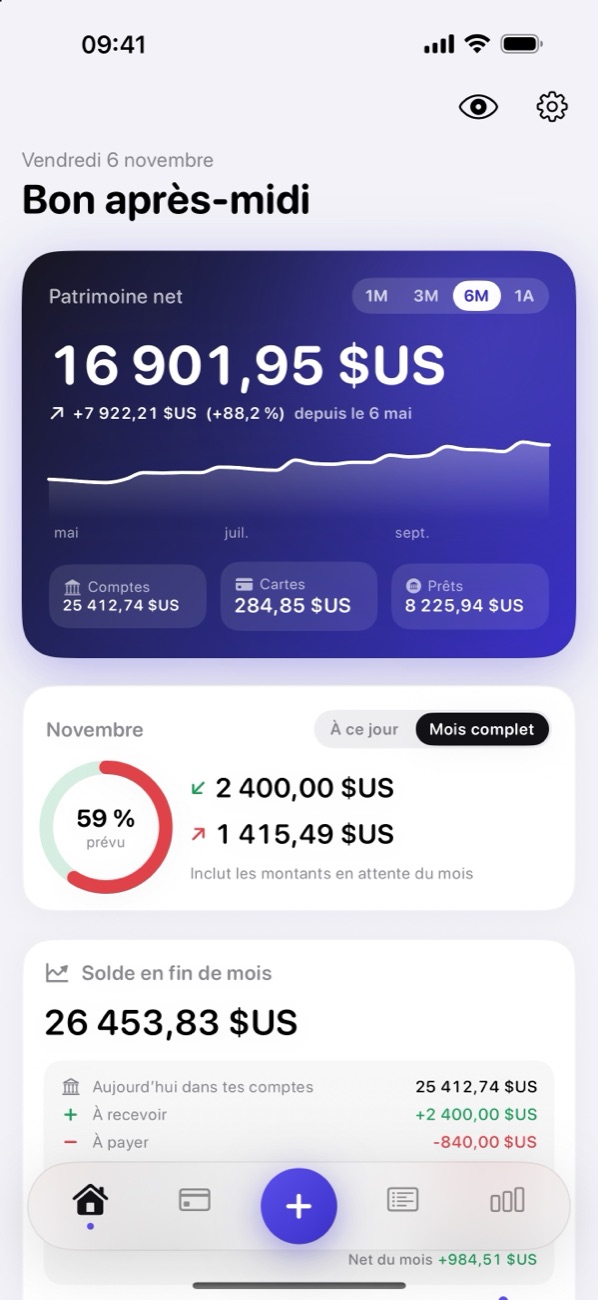 09:41
Vendredi 6 novembre
Bon après-midi
Patrimoine net
1M 3M 6M 1A
16 901,95 $US
+7 922,21 $US (+88,2 %) depuis le 6 mai
mai juil. sept.
Comptes
25 412,74 $US
Cartes
284,85 $US
Prêts
8 225,94 $US
Novembre
À ce jour Mois complet
59 %
prévu
2 400,00 $US
1 415,49 $US
Inclut les montants en attente du mois
Solde en fin de mois
26 453,83 $US
Aujourd'hui dans tes comptes 25 412,74 $US
+ À recevoir +2 400,00 $US
− À payer -840,00 $US
Net du mois +984,51 $US